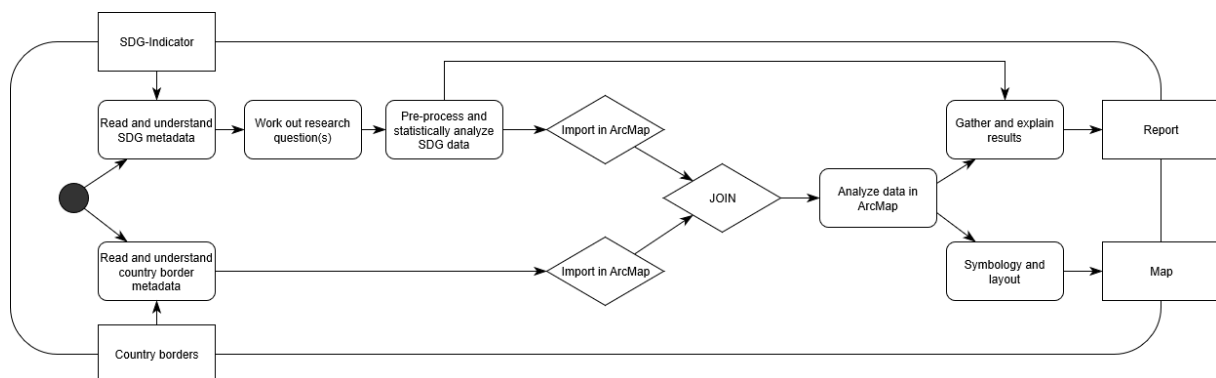 SDG-Indicator
Read and understand
SDG metadata
Work out research
question(s)
Pre-process and
statistically analyze
SDG data
Import in ArcMap
Gather and explain
results
Report
JOIN
Analyze data in
ArcMap
Read and understand
country border
metadata
Import in ArcMap
Symbology and
layout
Map
Country borders